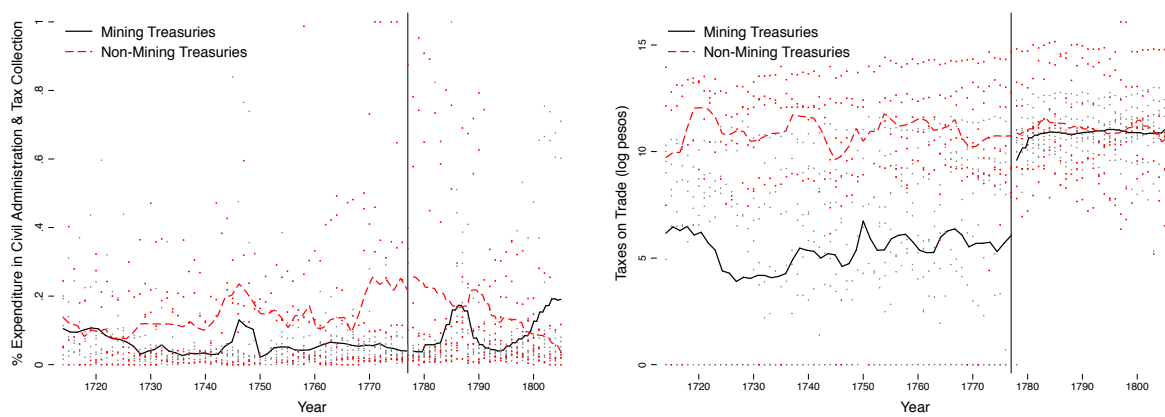 % Expenditure in Civil Administration & Tax Collection
1
.8
.6
.4
.2
0
Mining Treasuries
Non-Mining Treasuries
1720 1730 1740 1750 1760 1770 1780 1790 1800
Year
Taxes on Trade (log pesos)
15
10
5
0
Mining Treasuries
Non-Mining Treasuries
1720 1730 1740 1750 1760 1770 1780 1790 1800
Year